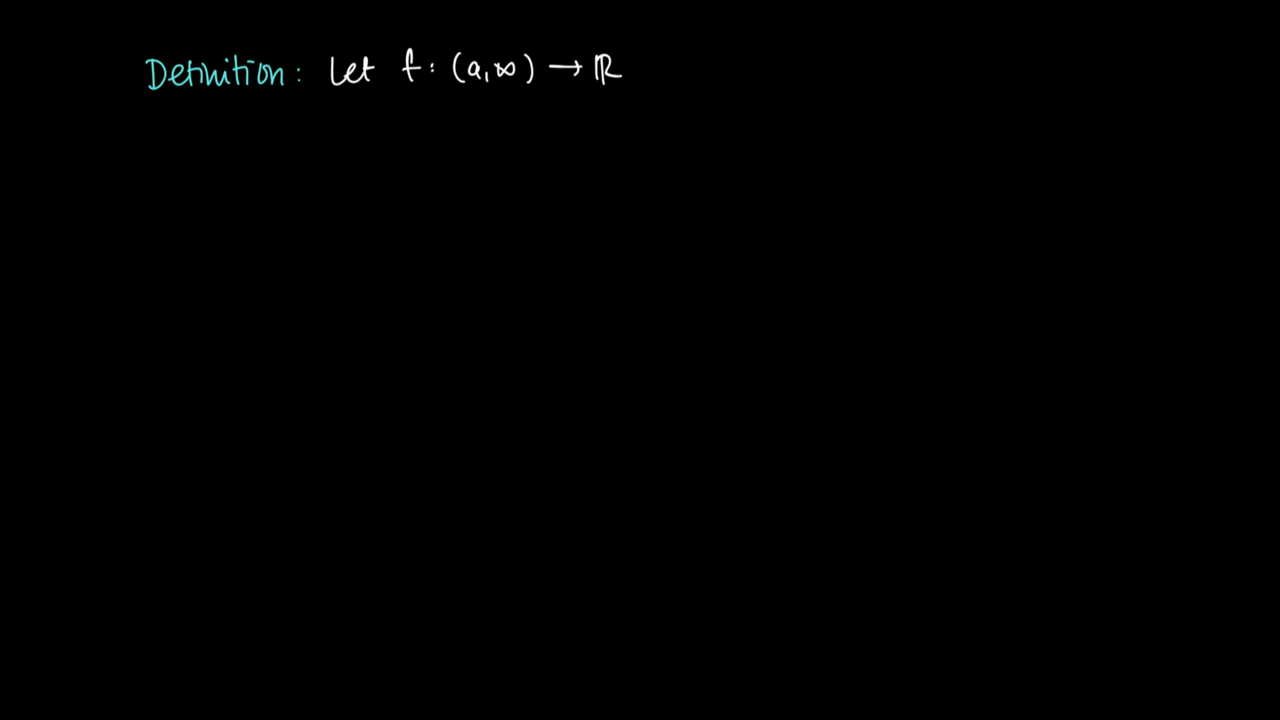 Definition: Let f: (a,∞) → ℝ